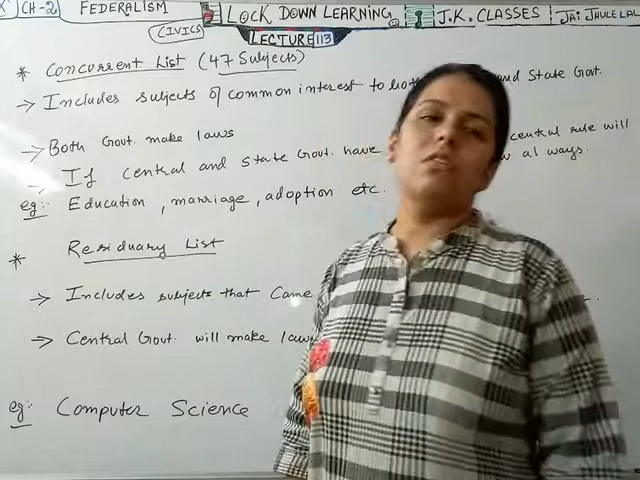 X CH-2 FEDERALISM LOCK DOWN LEARNING J.K. CLASSES JAI JHULELAL
CIVICS
LECTURE 113
* Concurrent List (47 Subjects)
→ Includes subjects of common interest to both and State Govt.
→ Both Govt. make laws
→ If central and state Govt. have central rule will
always.
eg:- Education, marriage, adoption etc.
* Residuary List
→ Includes subjects that Came
→ Central Govt. will make laws
eg:- Computer Science